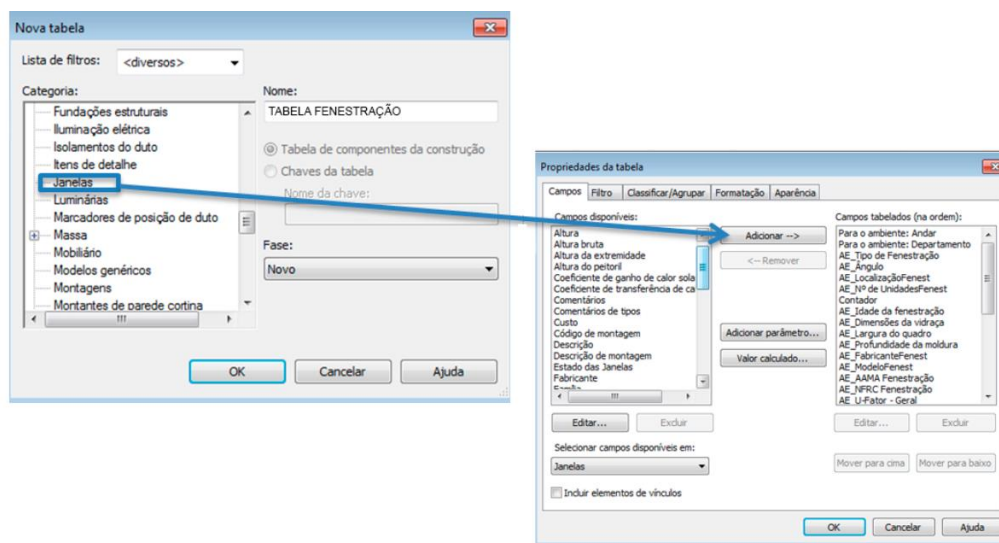 Nova tabela
Lista de filtros:
<diversos>
Categoria:
Fundações estruturais
Iluminação elétrica
Isolamentos do duto
Itens de detalhe
Janelas
Luminárias
Marcadores de posição de duto
Massa
Mobiliário
Modelos genéricos
Montagens
Montantes de parede cortina
Nome:
TABELA FENESTRAÇÃO
Tabela de componentes da construção
Chaves da tabela
Nome da chave:
Fase:
Novo
OK
Cancelar
Ajuda
Propriedades da tabela
Campos
Filtro
Classificar/Agrupar
Formatação
Aparência
Campos disponíveis:
Altura
Altura bruta
Altura da extremidade
Altura do peitoril
Coeficiente de ganho de calor sola
Coeficiente de transferência de ca
Comentários
Comentários de tipos
Custo
Código de montagem
Descrição
Descrição de montagem
Estado das Janelas
Fabricante
Família
Editar...
Excluir
Selecionar campos disponíveis em:
Janelas
Incluir elementos de vínculos
Adicionar -->
<-- Remover
Adicionar parâmetro...
Valor calculado...
Campos tabelados (na ordem):
Para o ambiente: Andar
Para o ambiente: Departamento
AE_Tipo de Fenestração
AE_Ângulo
AE_LocalizaçãoFenest
AE_Nº de UnidadesFenest
Contador
AE_Idade da fenestração
AE_Dimensões da vidraça
AE_Largura do quadro
AE_Profundidade da moldura
AE_FabricanteFenest
AE_ModeloFenest
AE_AAMA Fenestração
AE_NFRC Fenestração
AE_U-Fator - Geral
Editar...
Excluir
Mover para cima
Mover para baixo
OK
Cancelar
Ajuda